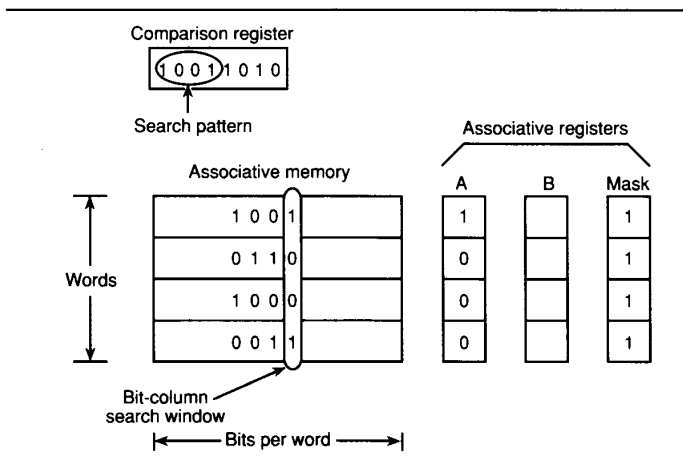 Comparison register
1 0 0 1 1 0 1 0
Search pattern
Associative registers
Associative memory
A B Mask
1 0 0 1 1 1
0 1 1 0 0 1
Words
1 0 0 0 0 1
0 0 1 1 0 1
Bit-column
search window
Bits per word